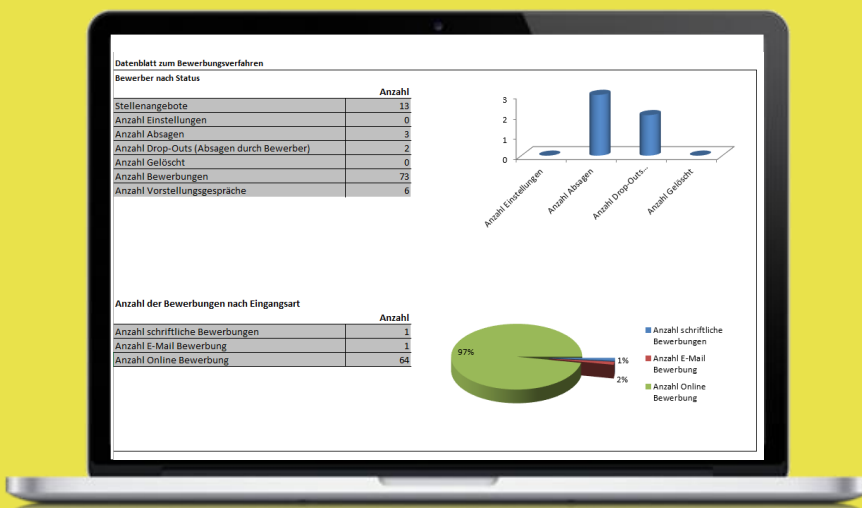 Datenblatt zum Bewerbungsverfahren
Bewerber nach Status
Anzahl
Stellenangebote 13
Anzahl Einstellungen 0
Anzahl Absagen 3
Anzahl Drop-Outs (Absagen durch Bewerber) 2
Anzahl Gelöscht 0
Anzahl Bewerbungen 73
Anzahl Vorstellungsgespräche 6
3
2
1
0
Anzahl Einstellungen
Anzahl Absagen
Anzahl Drop-Outs...
Anzahl Gelöscht
Anzahl der Bewerbungen nach Eingangsart
Anzahl
Anzahl schriftliche Bewerbungen 1
Anzahl E-Mail Bewerbung 1
Anzahl Online Bewerbung 64
97%
1%
2%
Anzahl schriftliche
Bewerbungen
Anzahl E-Mail
Bewerbung
Anzahl Online
Bewerbung